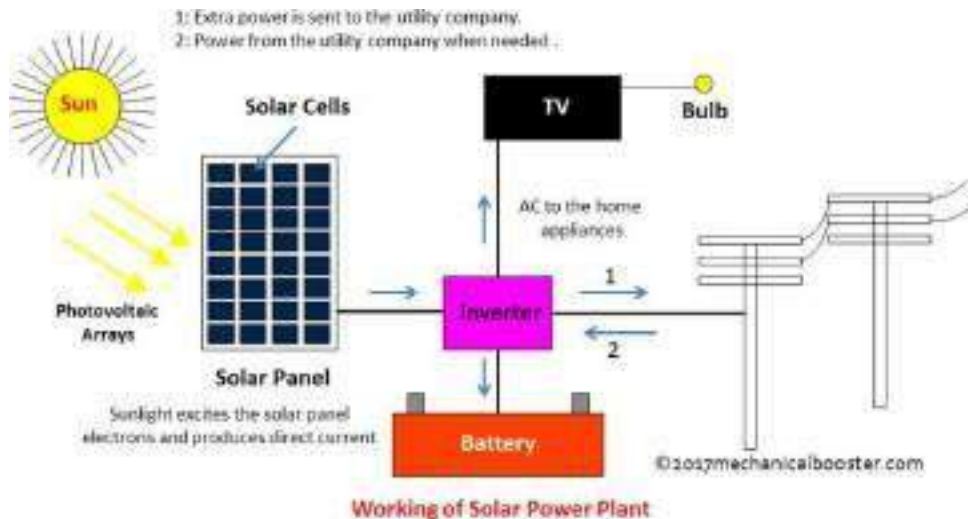 1: Extra power is sent to the utility company.
2: Power from the utility company when needed .
Sun
Solar Cells
TV
Bulb
AC to the home
appliances
Photovoltaic
Arrays
Inverter
1
2
Solar Panel
Sunlight excites the solar panel
electrons and produces direct current
Battery
©2017mechanicalbooster.com
Working of Solar Power Plant